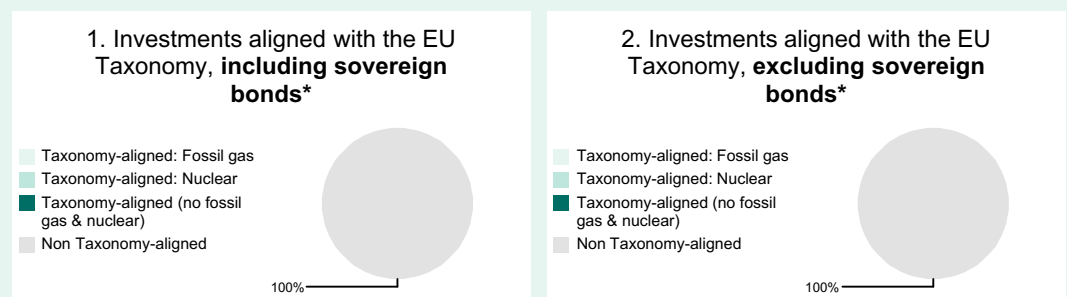 1. Investments aligned with the EU
Taxonomy, including sovereign
bonds*
Taxonomy-aligned: Fossil gas
Taxonomy-aligned: Nuclear
Taxonomy-aligned (no fossil
gas & nuclear)
Non Taxonomy-aligned
100%
2. Investments aligned with the EU
Taxonomy, excluding sovereign
bonds*
Taxonomy-aligned: Fossil gas
Taxonomy-aligned: Nuclear
Taxonomy-aligned (no fossil
gas & nuclear)
Non Taxonomy-aligned
100%